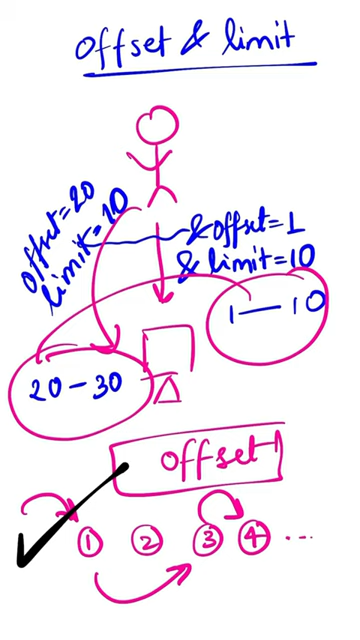 offset & limit
offset=20
limit=10
&offset=1
& limit=10
1—10
20-30
offset
1 2 3 4 ...